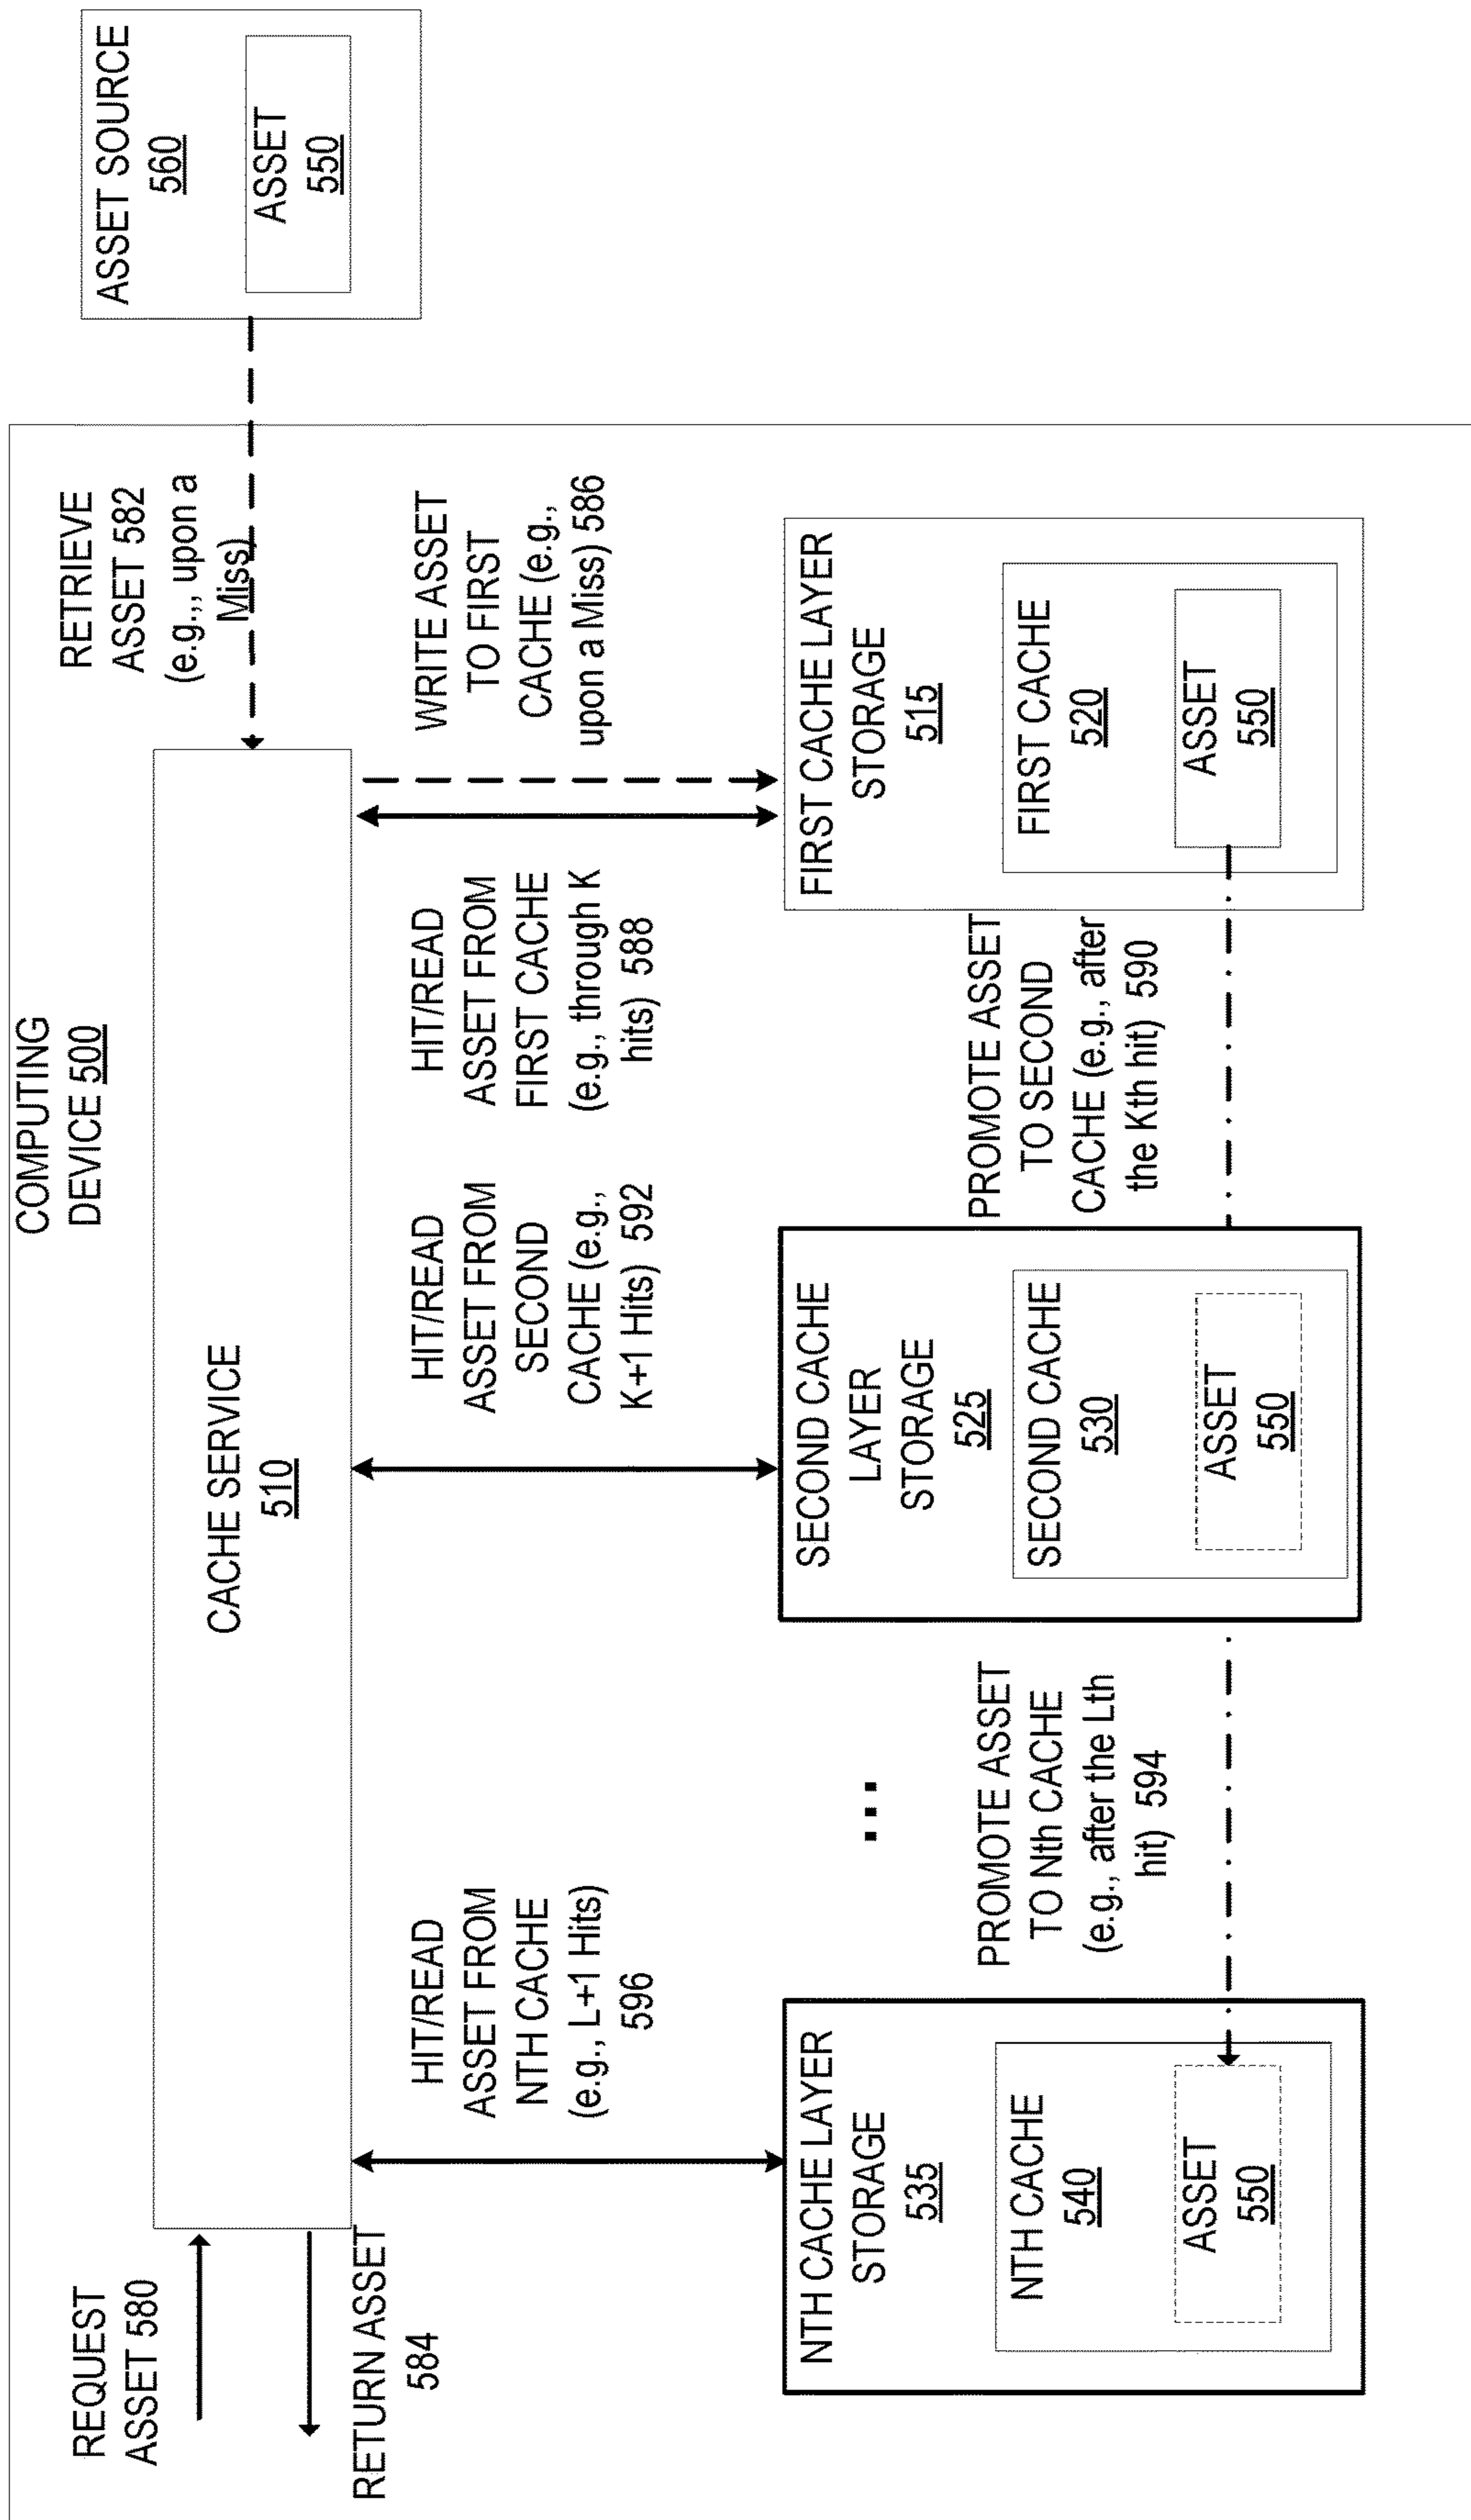 COMPUTING
DEVICE 500
REQUEST
ASSET 580
RETURN ASSET
584
CACHE SERVICE
510
RETRIEVE
ASSET 582
(e.g.,, upon a
Miss)
ASSET SOURCE
560
ASSET
550
HIT/READ
ASSET FROM
NTH CACHE
(e.g., L+1 Hits)
596
HIT/READ
ASSET FROM
SECOND
CACHE (e.g.,
K+1 Hits) 592
HIT/READ
ASSET FROM
FIRST CACHE
(e.g., through K
hits) 588
WRITE ASSET
TO FIRST
CACHE (e.g.,
upon a Miss) 586
NTH CACHE LAYER
STORAGE
535
NTH CACHE
540
ASSET
550
...
PROMOTE ASSET
TO Nth CACHE
(e.g., after the Lth
hit) 594
SECOND CACHE
LAYER
STORAGE
525
SECOND CACHE
530
ASSET
550
PROMOTE ASSET
TO SECOND
CACHE (e.g., after
the Kth hit) 590
FIRST CACHE LAYER
STORAGE
515
FIRST CACHE
520
ASSET
550